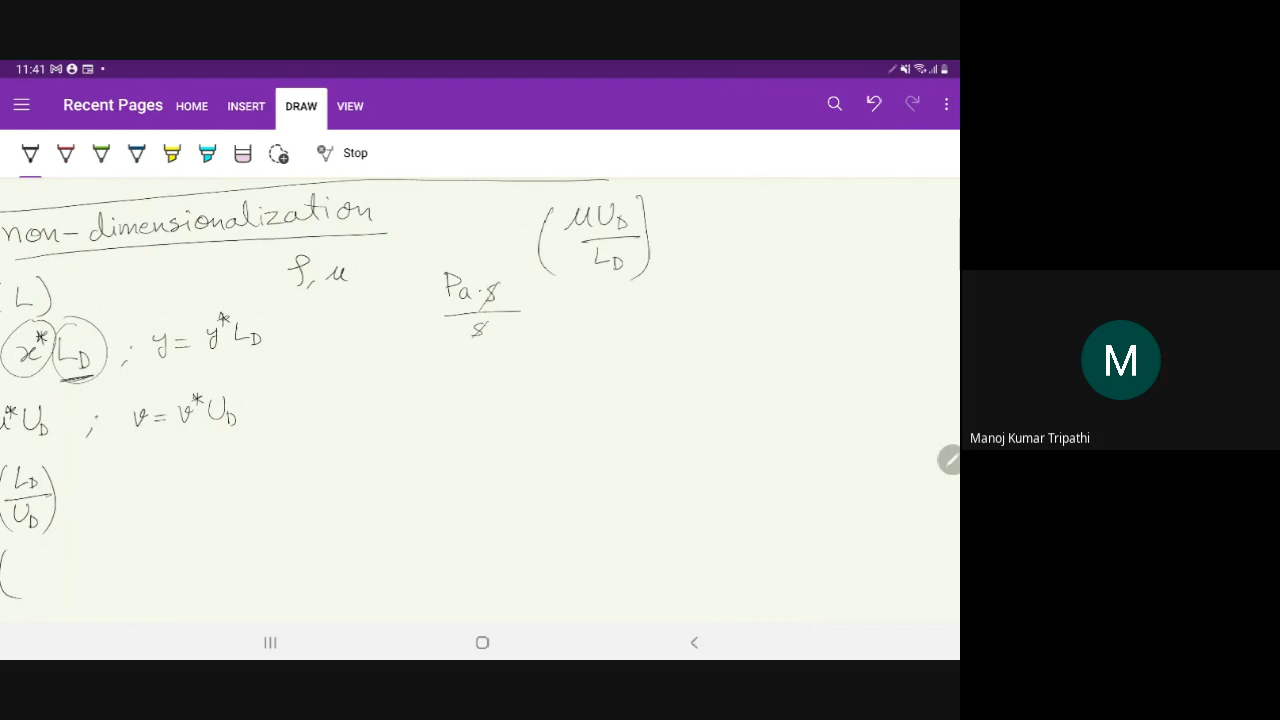 11:41
Recent Pages HOME INSERT DRAW VIEW
Stop
non-dimensionalization
(μU_D / L_D)
ρ, μ
Pa·s / s
L)
x* L_D ; y = y* L_D
u* U_D ; v = v* U_D
(L_D / U_D)
(
M
Manoj Kumar Tripathi